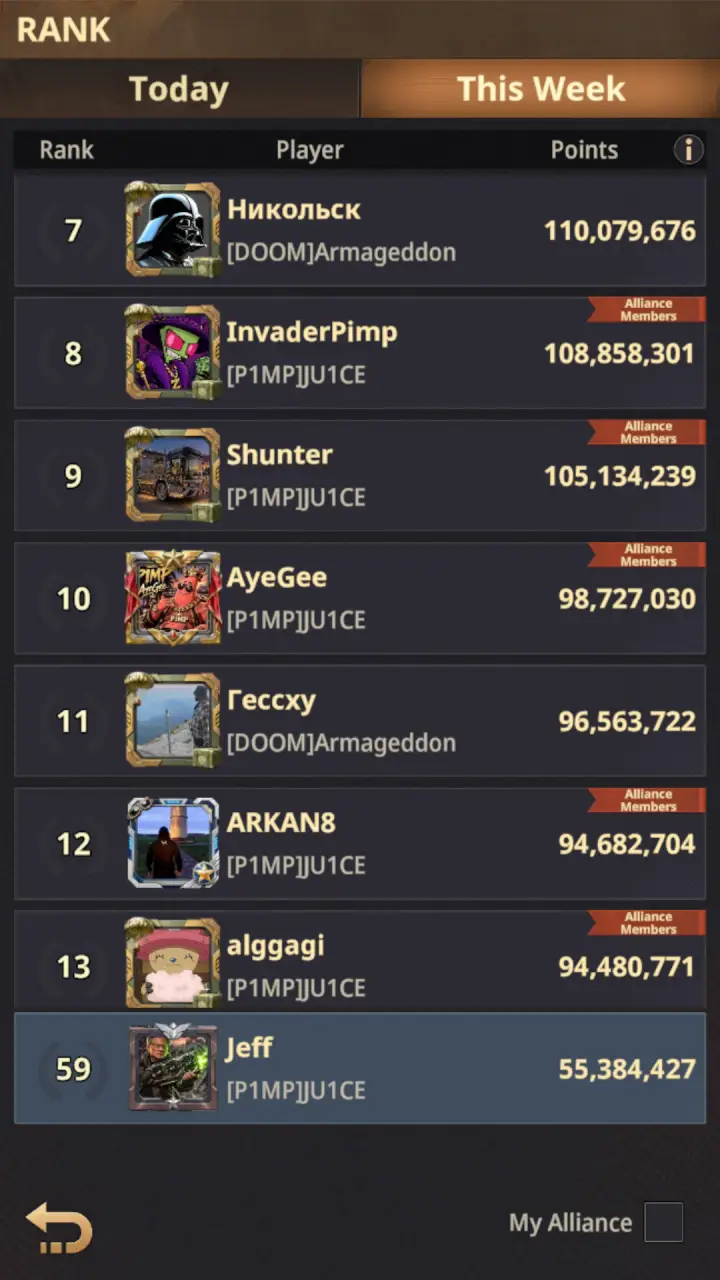 RANK
Today
This Week
Rank
Player
Points
i
7
Никольск
[DOOM]Armageddon
110,079,676
8
InvaderPimp
[P1MP]JU1CE
Alliance
Members
108,858,301
9
Shunter
[P1MP]JU1CE
Alliance
Members
105,134,239
10
PIMP
AyeGee
PIMP
AyeGee
[P1MP]JU1CE
Alliance
Members
98,727,030
11
Гессху
[DOOM]Armageddon
96,563,722
12
ARKAN8
[P1MP]JU1CE
Alliance
Members
94,682,704
13
alggagi
[P1MP]JU1CE
Alliance
Members
94,480,771
59
Jeff
[P1MP]JU1CE
55,384,427
My Alliance